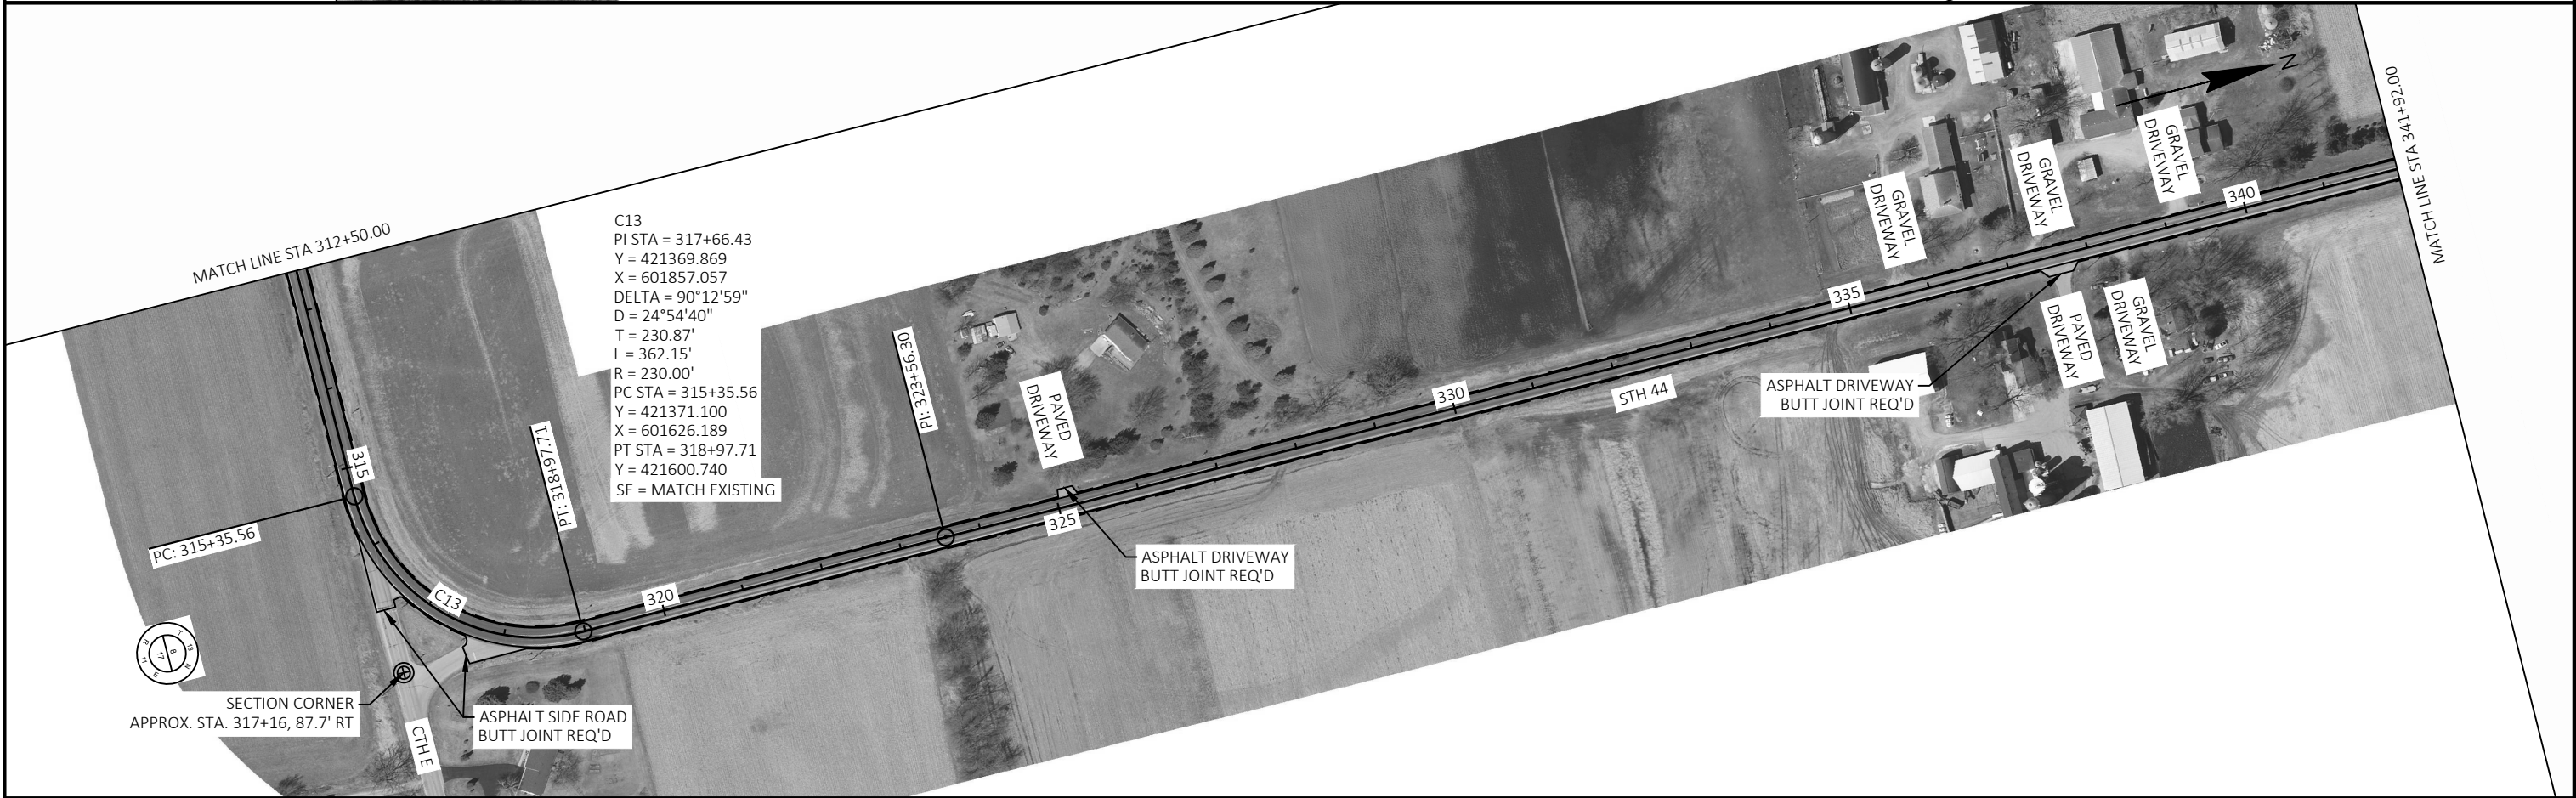 MATCH LINE STA 312+50.00
C13
PI STA = 317+66.43
Y = 421369.869
X = 601857.057
DELTA = 90°12'59"
D = 24°54'40"
T = 230.87'
L = 362.15'
R = 230.00'
PC STA = 315+35.56
Y = 421371.100
X = 601626.189
PT STA = 318+97.71
Y = 421600.740
SE = MATCH EXISTING
315
PC: 315+35.56
C13
PT: 318+97.71
320
PI: 323+56.30
PAVED
DRIVEWAY
325
ASPHALT DRIVEWAY
BUTT JOINT REQ'D
330
STH 44
335
ASPHALT DRIVEWAY
BUTT JOINT REQ'D
GRAVEL
DRIVEWAY
GRAVEL
DRIVEWAY
GRAVEL
DRIVEWAY
PAVED
DRIVEWAY
GRAVEL
DRIVEWAY
340
N
MATCH LINE STA 341+92.00
T
13
N
R
11
E
8
17
SECTION CORNER
APPROX. STA. 317+16, 87.7' RT
ASPHALT SIDE ROAD
BUTT JOINT REQ'D
CTH E